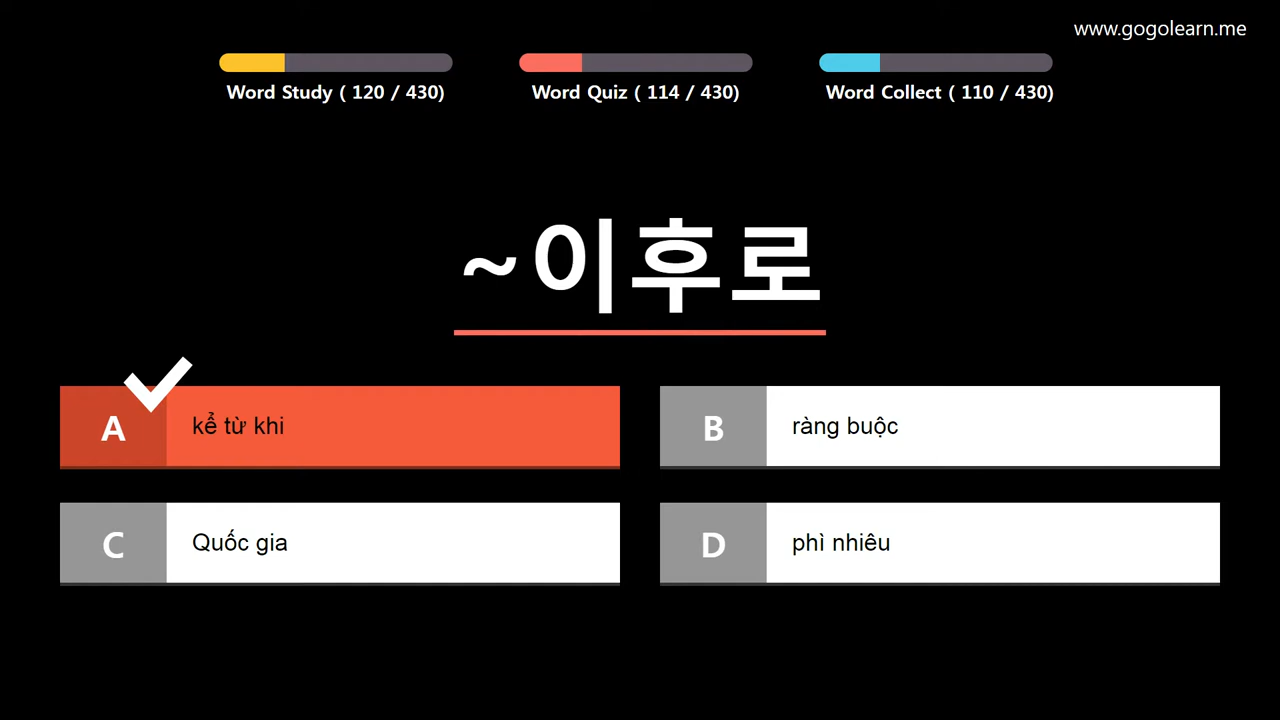 www.gogolearn.me
Word Study ( 120 / 430)
Word Quiz ( 114 / 430)
Word Collect ( 110 / 430)
~이후로
A
kể từ khi
B
ràng buộc
C
Quốc gia
D
phì nhiêu